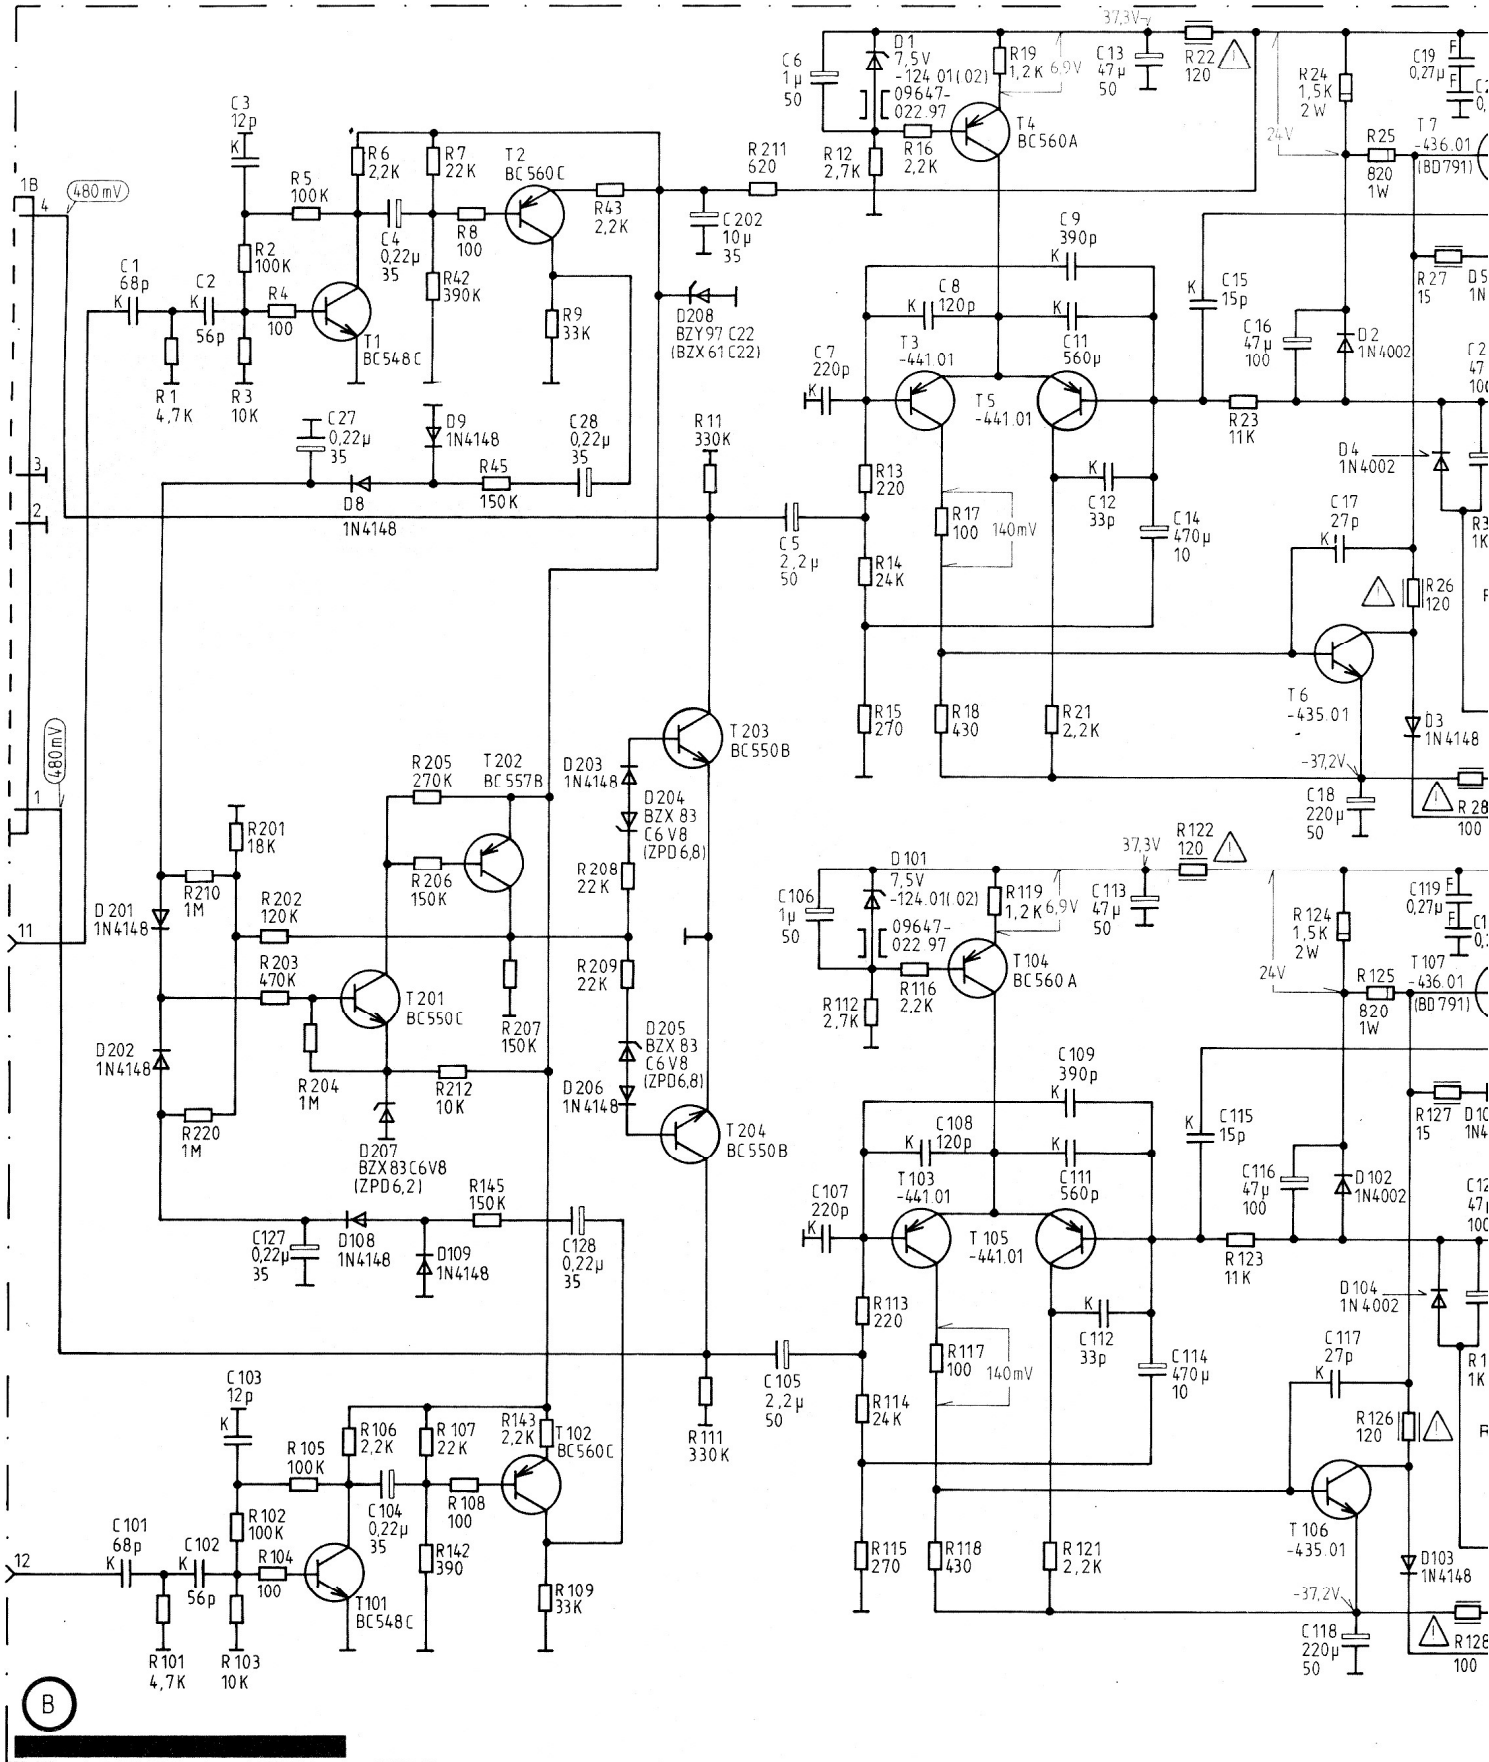 37,3V
C6
1µ
50
D1
7,5V
-124.01(02)
09647-
022.97
R19
1,2K
6,9V
C13
47µ
50
R22
120
R24
1,5K
2W
C19
0,27µ
F
F
24V
T4
BC560A
R12
2,7K
R16
2,2K
R25
820
1W
T7
-436.01
(BD791)
C3
12p
K
R6
2,2K
R7
22K
T2
BC560C
R211
620
1B
4
480mV
R5
100K
C4
0,22µ
35
R8
100
R43
2,2K
C202
10µ
35
C9
390p
K
R27
15
D5
1N
C1
68p
K
C2
K
56p
R2
100K
R4
100
R42
390K
R9
33K
D208
BZY97 C22
(BZX61C22)
C8
120p
K
K
C11
560µ
C15
15p
K
C16
47µ
100
D2
1N4002
T1
BC548C
R1
4,7K
R3
10K
C7
220p
K
T3
-441.01
T5
-441.01
R23
11K
C27
0,22µ
35
D9
1N4148
C28
0,22µ
35
R11
330K
D4
1N4002
3
2
R45
150K
D8
1N4148
R13
220
K
C12
33p
R17
100
140mV
C14
470µ
10
C17
27p
K
C5
2,2µ
50
R14
24K
R26
120
T6
-435.01
R15
270
R18
430
R21
2,2K
D3
1N4148
-37,2V
C18
220µ
50
R28
100
480mV
1
T203
BC550B
R205
270K
T202
BC557B
D203
1N4148
D204
BZX 83
C6V8
(ZPD6,8)
R201
18K
R206
150K
R208
22K
R210
1M
D201
1N4148
R202
120K
11
R203
470K
R209
22K
T201
BC550C
R207
150K
D205
BZX 83
C6V8
(ZPD6,8)
D202
1N4148
R204
1M
R212
10K
D206
1N4148
T204
BC550B
R220
1M
D207
BZX83C6V8
(ZPD6,2)
37,3V
R122
120
C106
1µ
50
D101
7,5V
-124.01(.02)
09647-
022.97
R119
1,2K
6,9V
C113
47µ
50
R124
1,5K
2W
C119
0,27µ
F
F
24V
T104
BC560A
R112
2,7K
R116
2,2K
R125
820
1W
T107
-436.01
(BD791)
C109
390p
K
C108
120p
K
K
C111
560p
C115
15p
K
R127
15
C116
47µ
100
D102
1N4002
R145
150K
C127
0,22µ
35
D108
1N4148
D109
1N4148
C128
0,22µ
35
C107
220p
K
T103
-441.01
T105
-441.01
R123
11K
D104
1N4002
R113
220
K
C112
33p
R117
100
140mV
C114
470µ
10
C117
27p
K
C103
12p
K
C105
2,2µ
50
R111
330K
R114
24K
R126
120
R105
100K
R106
2,2K
R107
22K
R143
2,2K
T102
BC560C
R102
100K
C104
0,22µ
35
R108
100
12
C101
68p
K
C102
K
56p
R104
100
R142
390
R109
33K
T101
BC548C
R101
4,7K
R103
10K
R115
270
R118
430
R121
2,2K
T106
-435.01
D103
1N4148
-37,2V
C118
220µ
50
R128
100
B